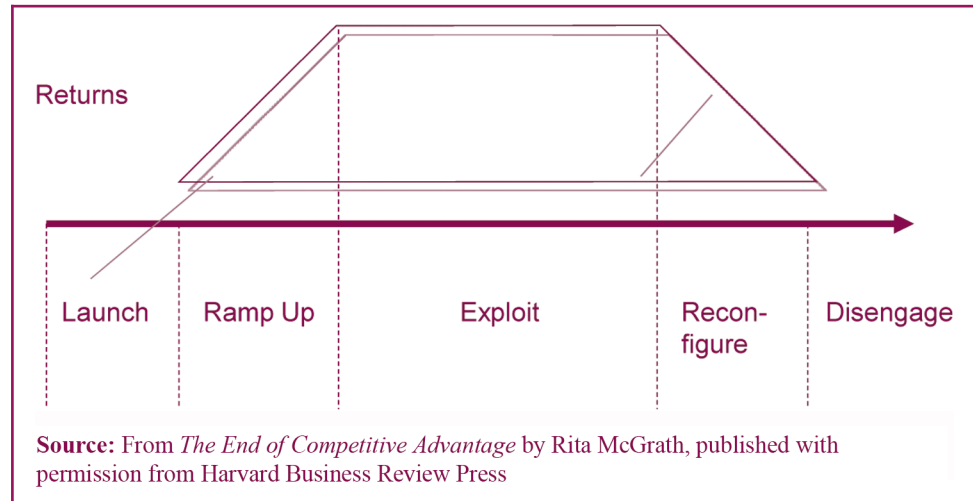 Returns
Launch
Ramp Up
Exploit
Recon-
figure
Disengage
Source: From The End of Competitive Advantage by Rita McGrath, published with
permission from Harvard Business Review Press